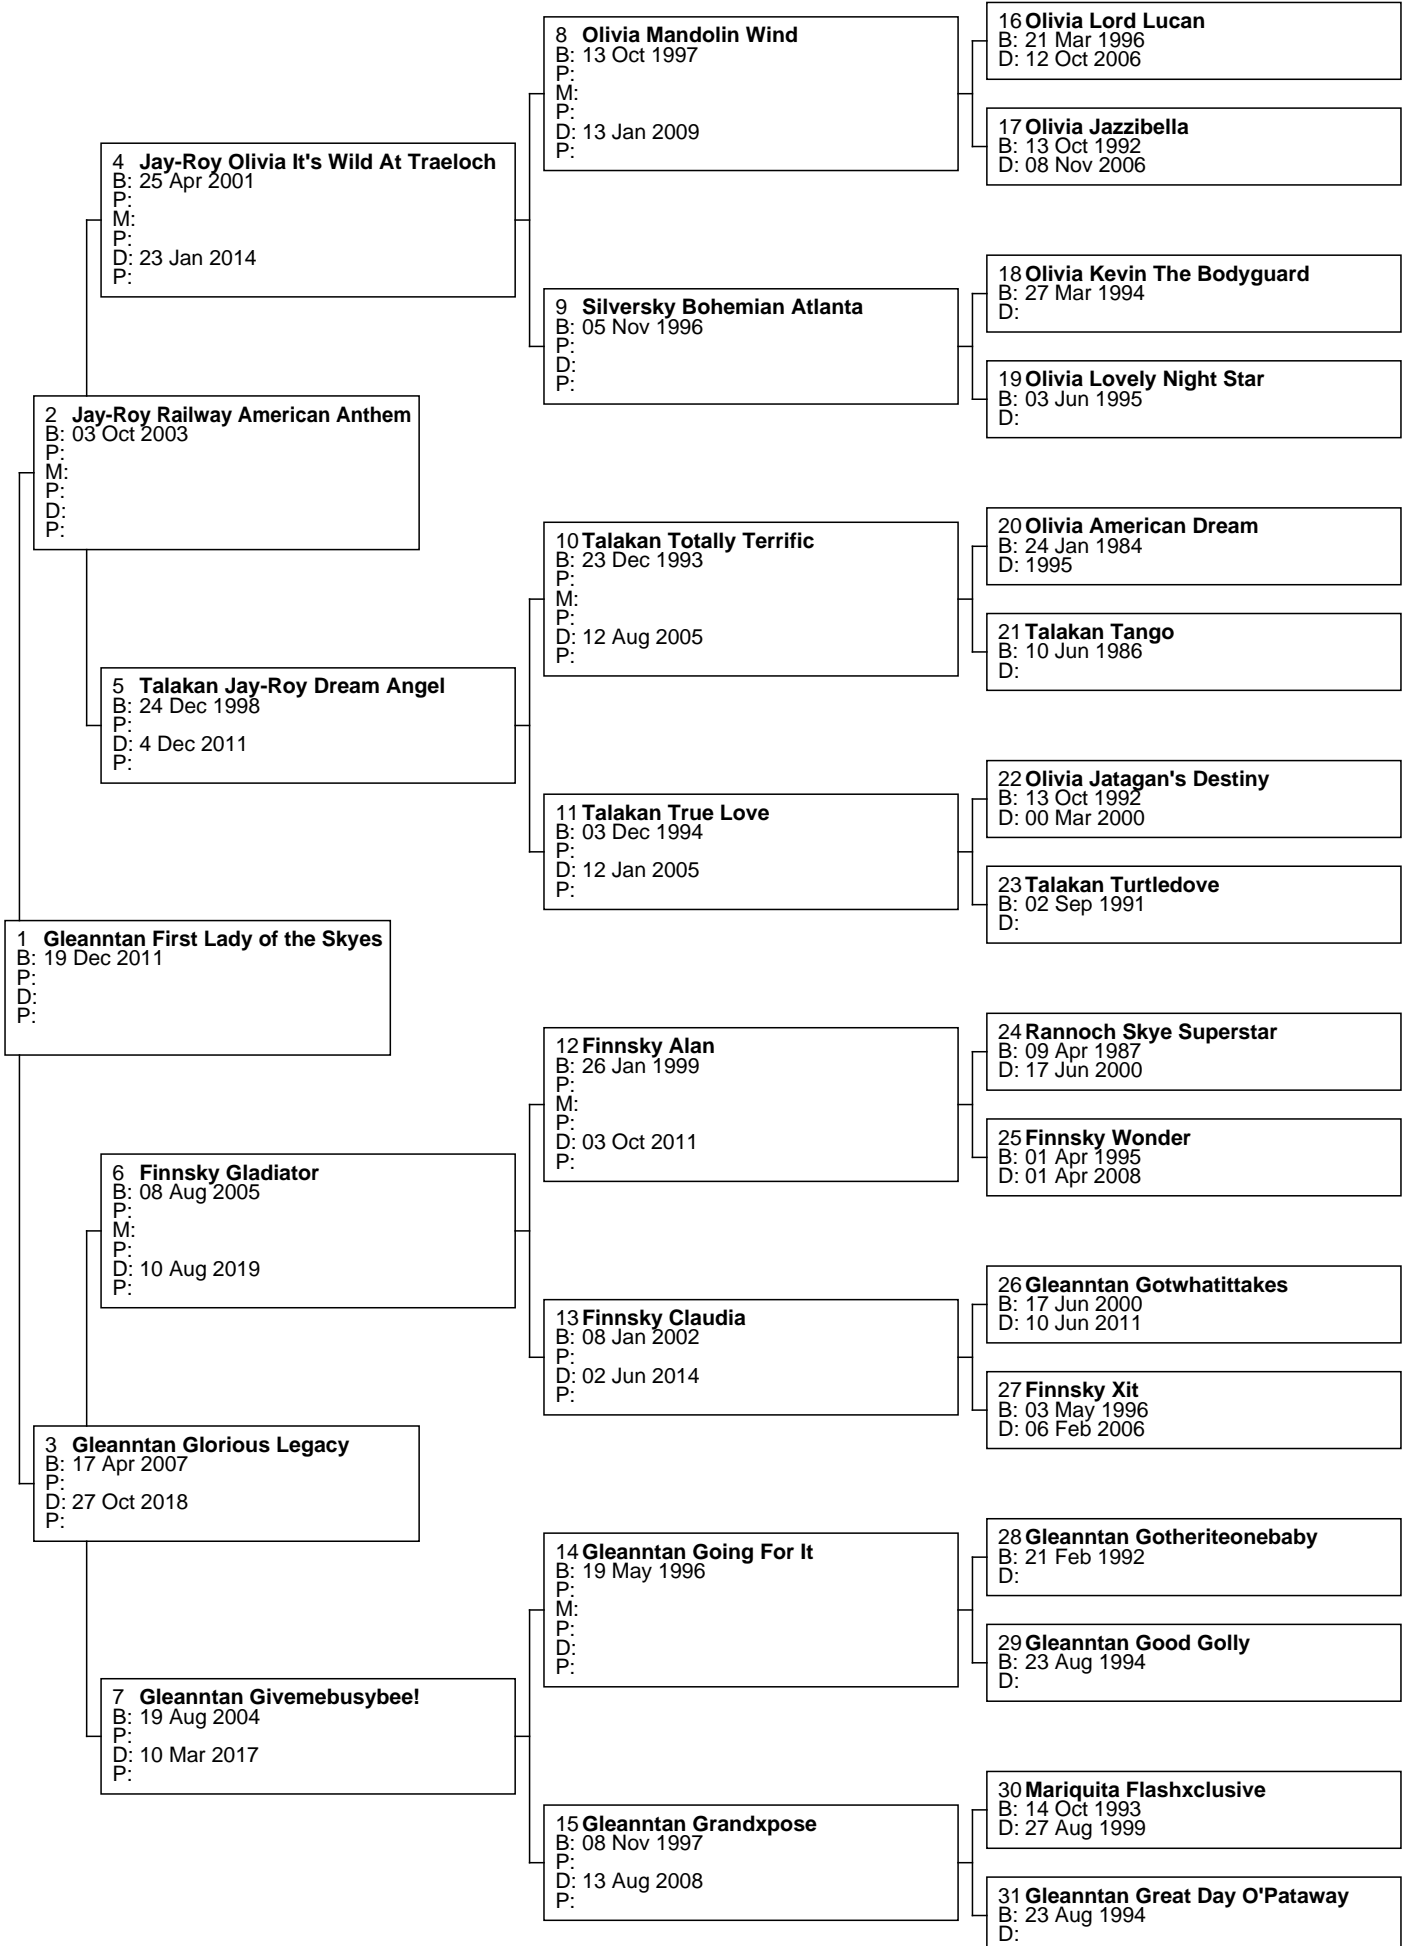 1 Gleanntan First Lady of the Skyes
B: 19 Dec 2011
P:
D:
P:
2 Jay-Roy Railway American Anthem
B: 03 Oct 2003
P:
M:
P:
D:
P:
3 Gleanntan Glorious Legacy
B: 17 Apr 2007
P:
D: 27 Oct 2018
P:
4 Jay-Roy Olivia It's Wild At Traeloch
B: 25 Apr 2001
P:
M:
P:
D: 23 Jan 2014
P:
5 Talakan Jay-Roy Dream Angel
B: 24 Dec 1998
P:
D: 4 Dec 2011
P:
6 Finnsky Gladiator
B: 08 Aug 2005
P:
M:
P:
D: 10 Aug 2019
P:
7 Gleanntan Givemebusybee!
B: 19 Aug 2004
P:
D: 10 Mar 2017
P:
8 Olivia Mandolin Wind
B: 13 Oct 1997
P:
M:
P:
D: 13 Jan 2009
P:
9 Silversky Bohemian Atlanta
B: 05 Nov 1996
P:
D:
P:
10 Talakan Totally Terrific
B: 23 Dec 1993
P:
M:
P:
D: 12 Aug 2005
P:
11 Talakan True Love
B: 03 Dec 1994
P:
D: 12 Jan 2005
P:
12 Finnsky Alan
B: 26 Jan 1999
P:
M:
P:
D: 03 Oct 2011
P:
13 Finnsky Claudia
B: 08 Jan 2002
P:
D: 02 Jun 2014
P:
14 Gleanntan Going For It
B: 19 May 1996
P:
M:
P:
D:
P:
15 Gleanntan Grandxpose
B: 08 Nov 1997
P:
D: 13 Aug 2008
P:
16 Olivia Lord Lucan
B: 21 Mar 1996
D: 12 Oct 2006
17 Olivia Jazzibella
B: 13 Oct 1992
D: 08 Nov 2006
18 Olivia Kevin The Bodyguard
B: 27 Mar 1994
D:
19 Olivia Lovely Night Star
B: 03 Jun 1995
D:
20 Olivia American Dream
B: 24 Jan 1984
D: 1995
21 Talakan Tango
B: 10 Jun 1986
D:
22 Olivia Jatagan's Destiny
B: 13 Oct 1992
D: 00 Mar 2000
23 Talakan Turtledove
B: 02 Sep 1991
D:
24 Rannoch Skye Superstar
B: 09 Apr 1987
D: 17 Jun 2000
25 Finnsky Wonder
B: 01 Apr 1995
D: 01 Apr 2008
26 Gleanntan Gotwhatittakes
B: 17 Jun 2000
D: 10 Jun 2011
27 Finnsky Xit
B: 03 May 1996
D: 06 Feb 2006
28 Gleanntan Gotheriteonebaby
B: 21 Feb 1992
D:
29 Gleanntan Good Golly
B: 23 Aug 1994
D:
30 Mariquita Flashxclusive
B: 14 Oct 1993
D: 27 Aug 1999
31 Gleanntan Great Day O'Pataway
B: 23 Aug 1994
D: